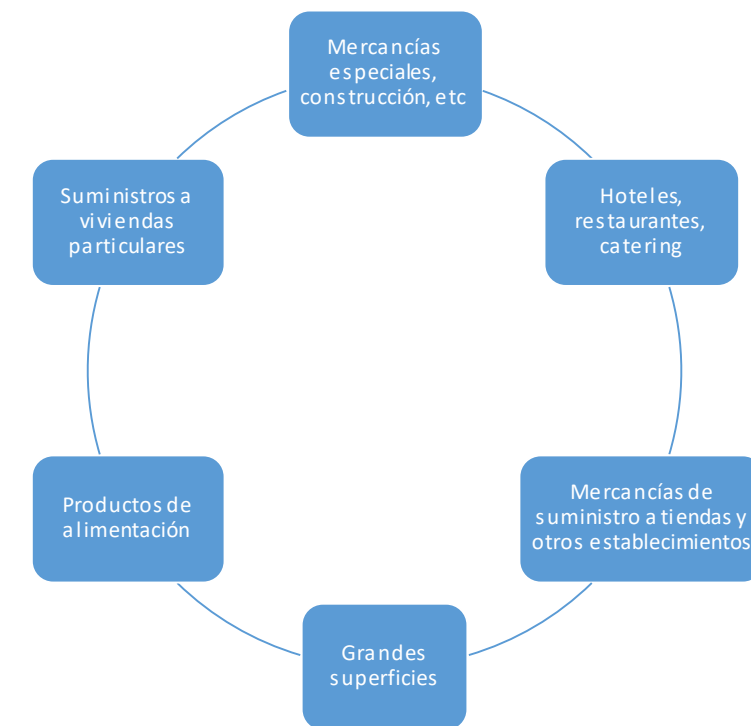 Mercancías
especiales,
construcción, etc
Hoteles,
restaurantes,
catering
Mercancías de
suministro a tiendas y
otros establecimientos
Grandes
superficies
Productos de
alimentación
Suministros a
viviendas
particulares